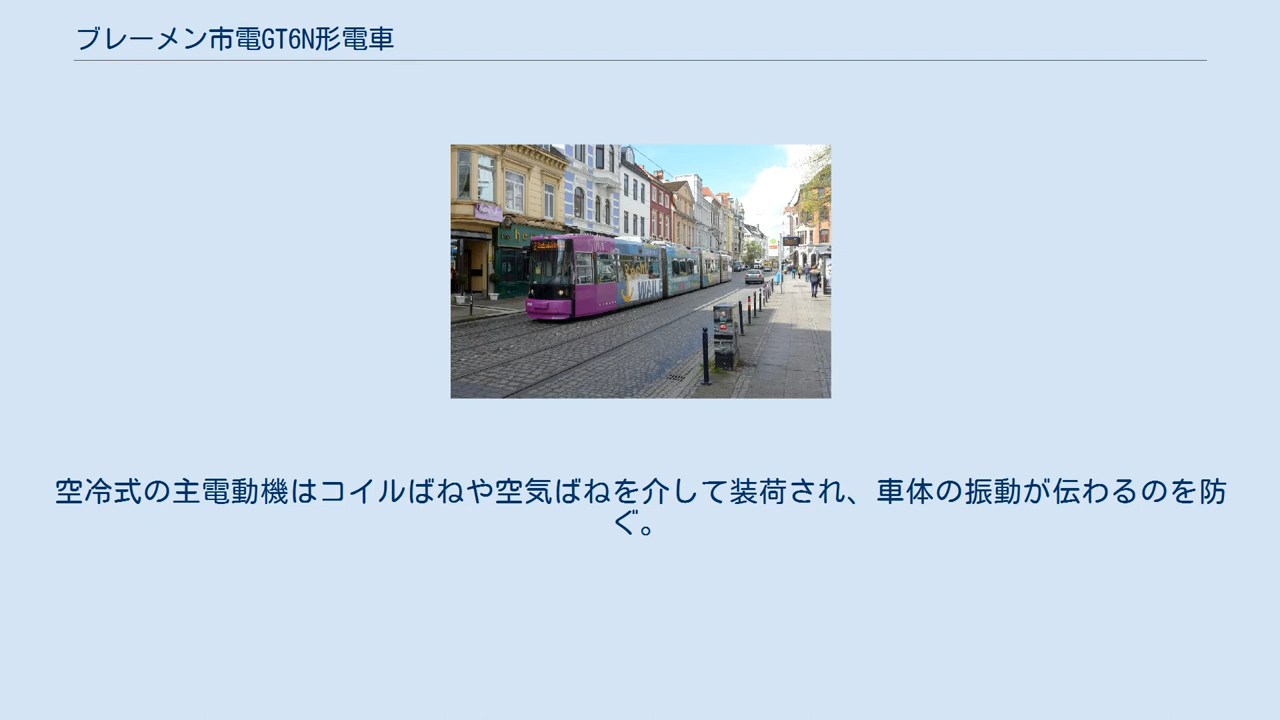 ブレーメン市電GT6N形電車
空冷式の主電動機はコイルばねや空気ばねを介して装荷され、車体の振動が伝わるのを防
ぐ。